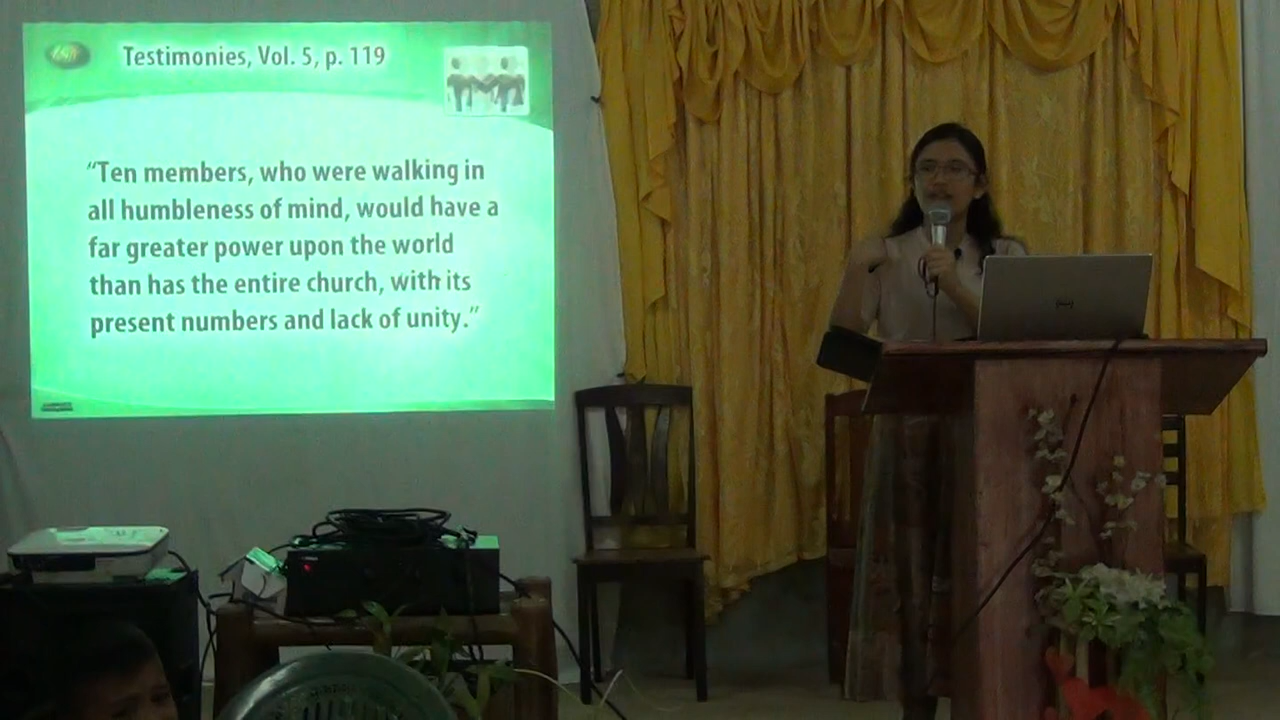 Testimonies, Vol. 5, p. 119
“Ten members, who were walking in
all humbleness of mind, would have a
far greater power upon the world
than has the entire church, with its
present numbers and lack of unity.”